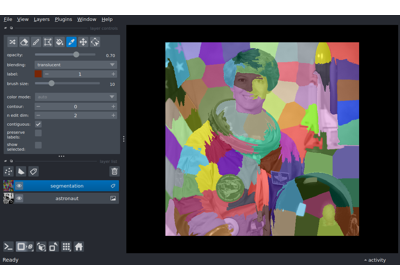 File View Layers Plugins Window Help
opacity: 0.70
blending: translucent
label: 1
brush size: 10
color mode: auto
contour: 0
n edit dim: 2
contiguous:
preserve labels:
show selected:
segmentation
astronaut
Ready
activity